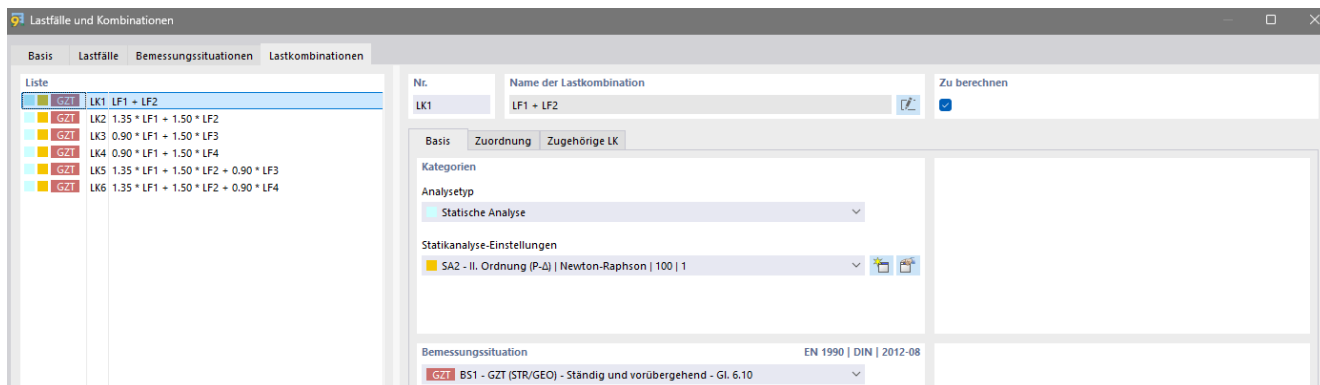 Lastfälle und Kombinationen
Basis Lastfälle Bemessungssituationen Lastkombinationen
Liste
GZT LK1 LF1 + LF2
GZT LK2 1.35 * LF1 + 1.50 * LF2
GZT LK3 0.90 * LF1 + 1.50 * LF3
GZT LK4 0.90 * LF1 + 1.50 * LF4
GZT LK5 1.35 * LF1 + 1.50 * LF2 + 0.90 * LF3
GZT LK6 1.35 * LF1 + 1.50 * LF2 + 0.90 * LF4
Nr. Name der Lastkombination Zu berechnen
LK1 LF1 + LF2
Basis Zuordnung Zugehörige LK
Kategorien
Analysetyp
Statische Analyse
Statikanalyse-Einstellungen
SA2 - II. Ordnung (P-Δ) | Newton-Raphson | 100 | 1
Bemessungssituation EN 1990 | DIN | 2012-08
GZT BS1 - GZT (STR/GEO) - Ständig und vorübergehend - Gl. 6.10